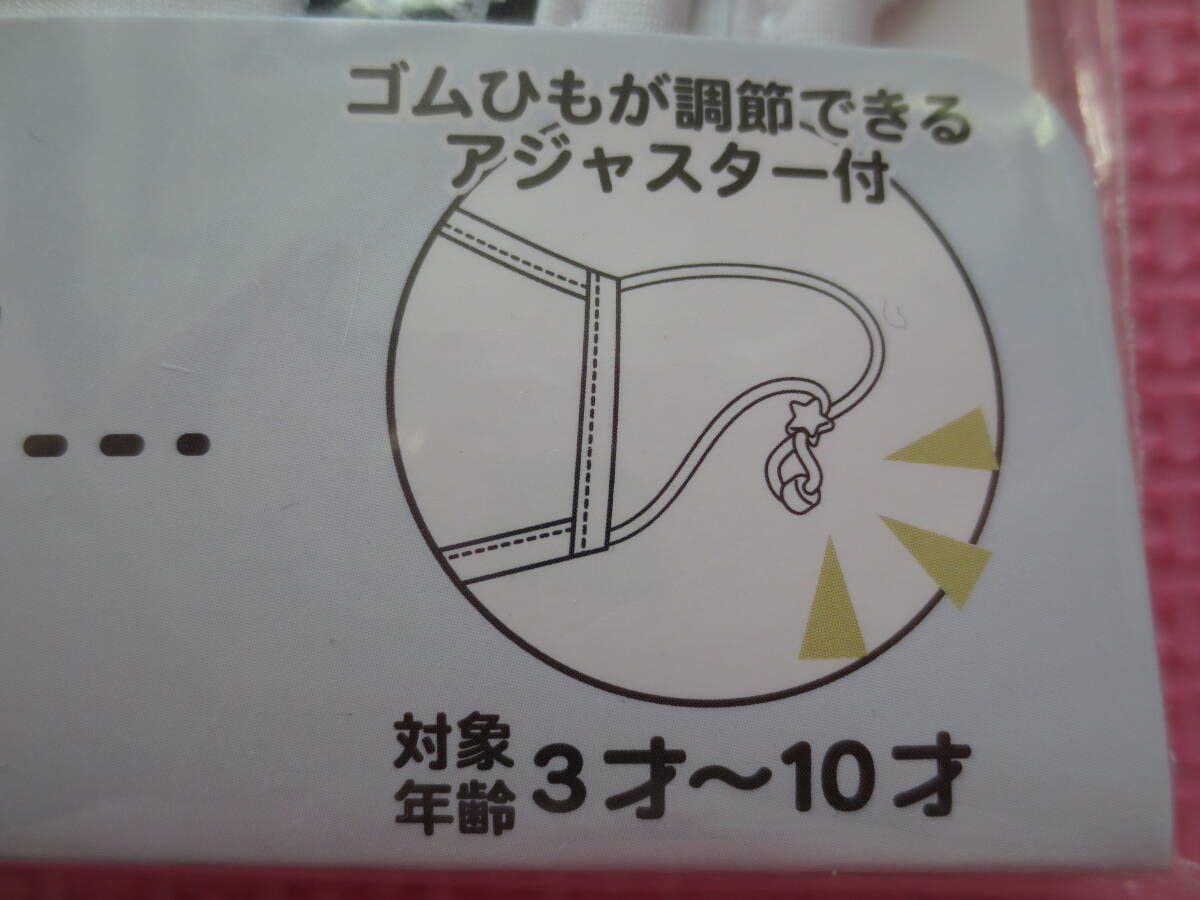 ゴムひもが調節できる
アジャスター付
対象
年齢
3才～10才